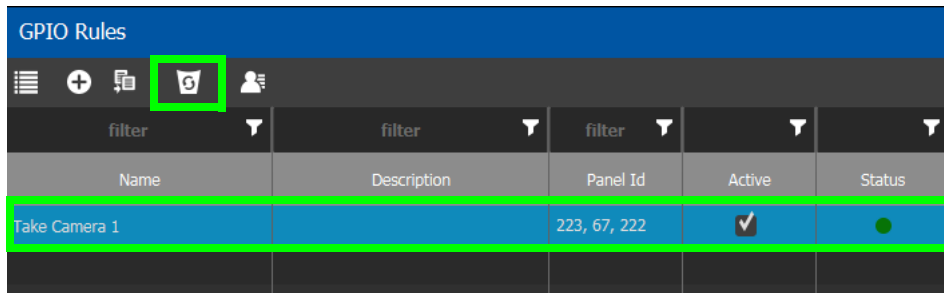 GPIO Rules
filter filter filter
Name Description Panel Id Active Status
Take Camera 1 223, 67, 222